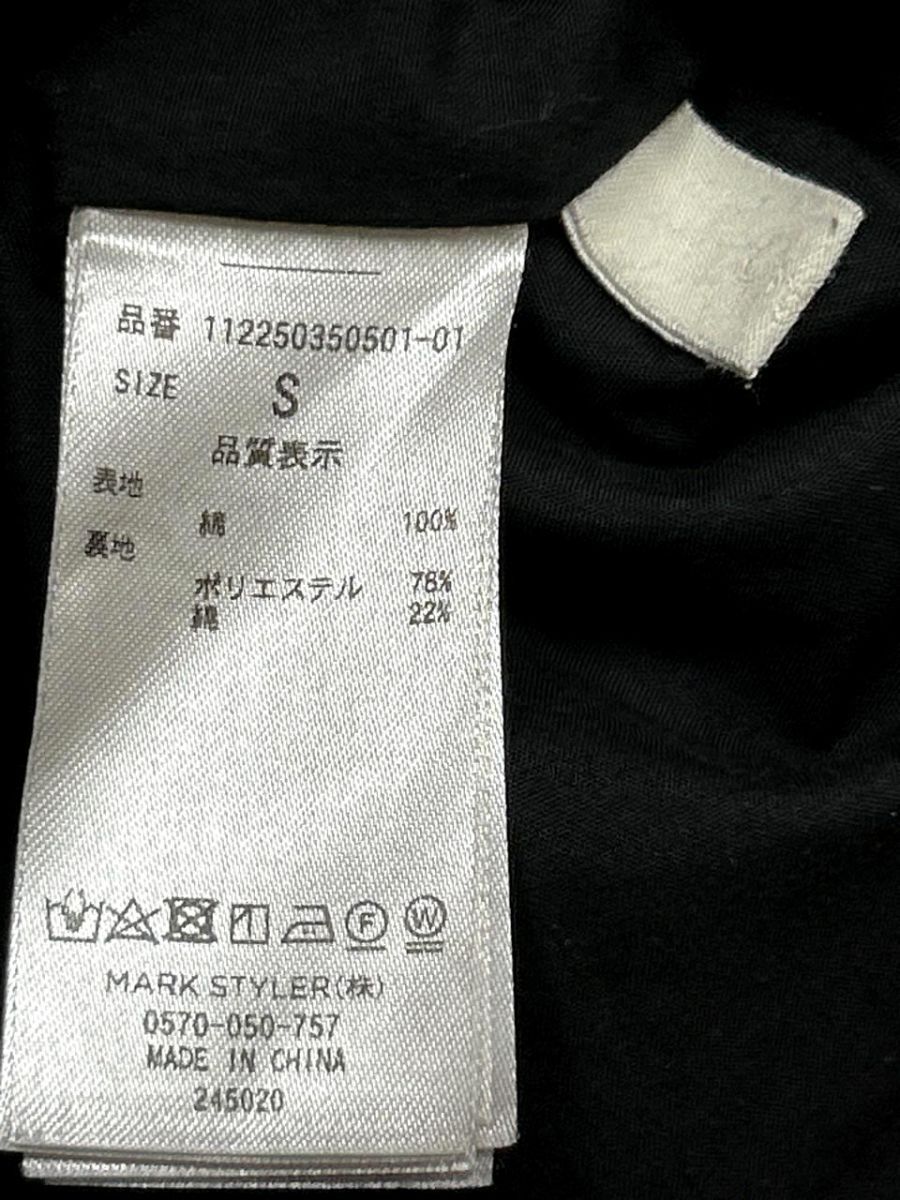 品番 112250350501-01
SIZE S
品質表示
表地
綿 100%
裏地
ポリエステル 78%
綿 22%
F W
MARK STYLER(株)
0570-050-757
MADE IN CHINA
245020